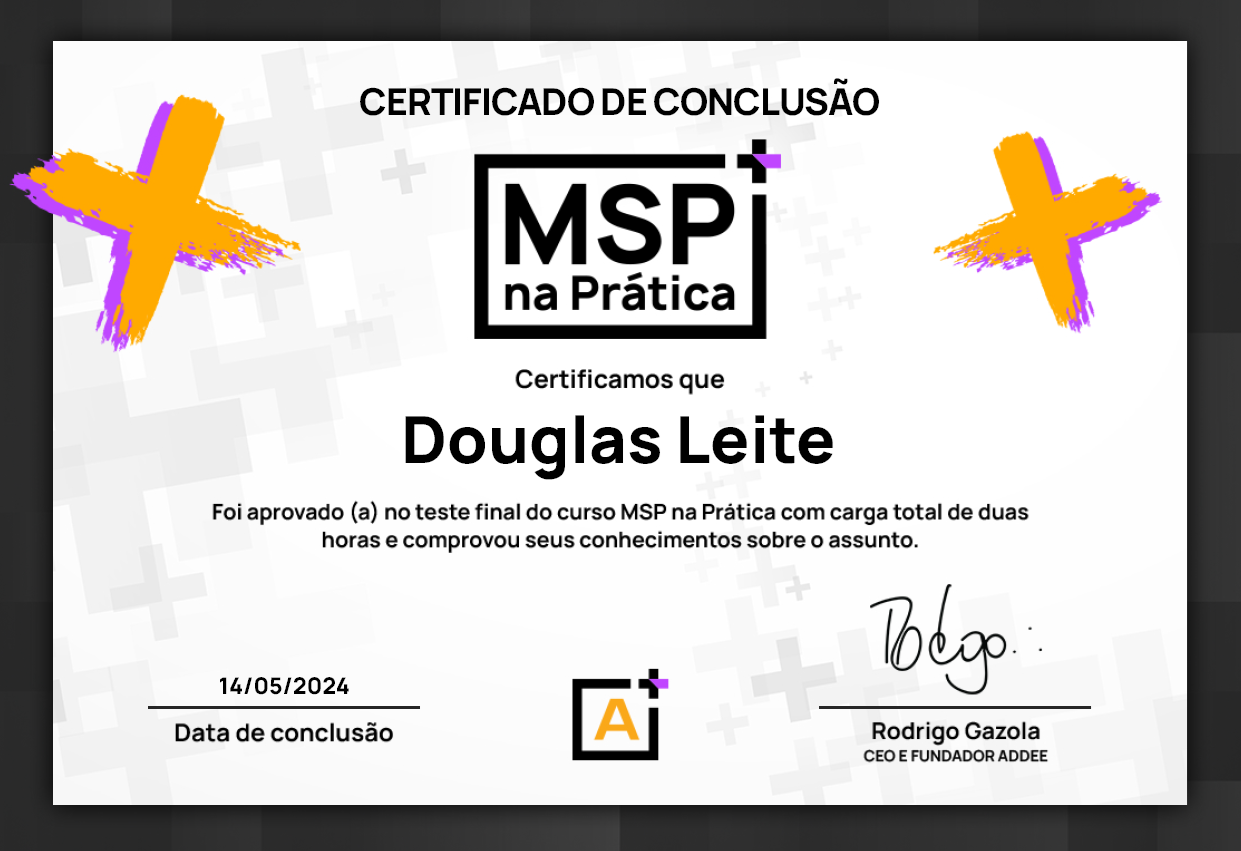 CERTIFICADO DE CONCLUSÃO
MSP
na Prática
Certificamos que
Douglas Leite
Foi aprovado (a) no teste final do curso MSP na Prática com carga total de duas
horas e comprovou seus conhecimentos sobre o assunto.
14/05/2024
Data de conclusão
A
Rodrigo Gazola
CEO E FUNDADOR ADDEE